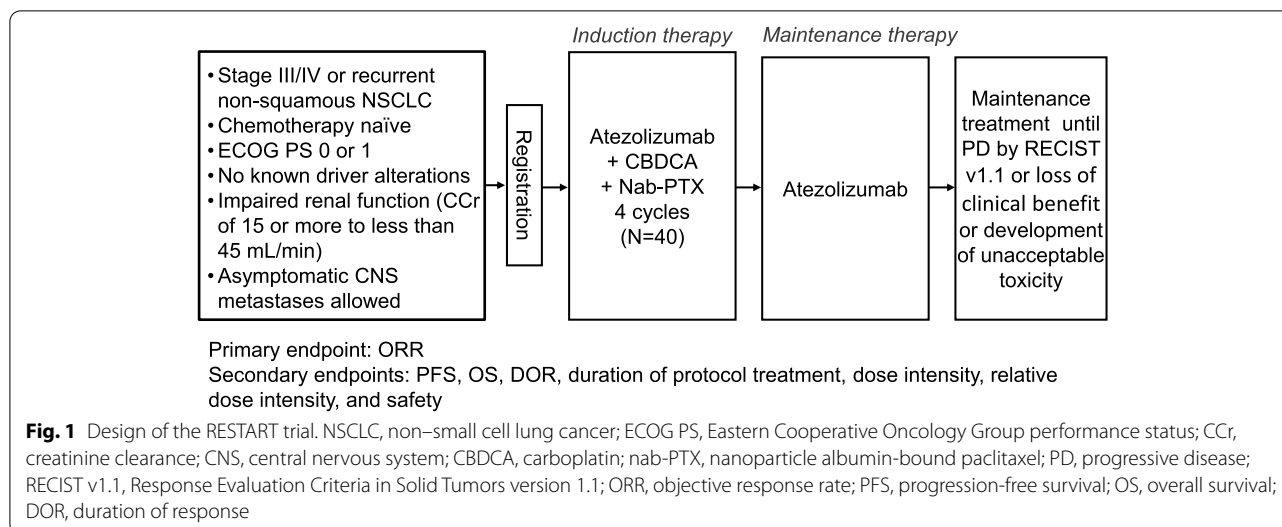 Induction therapy
Maintenance therapy
• Stage III/IV or recurrent
non-squamous NSCLC
• Chemotherapy naïve
• ECOG PS 0 or 1
• No known driver alterations
• Impaired renal function (CCr
of 15 or more to less than
45 mL/min)
• Asymptomatic CNS
metastases allowed
Registration
Atezolizumab
+ CBDCA
+ Nab-PTX
4 cycles
(N=40)
Atezolizumab
Maintenance
treatment until
PD by RECIST
v1.1 or loss of
clinical benefit
or development
of unacceptable
toxicity
Primary endpoint: ORR
Secondary endpoints: PFS, OS, DOR, duration of protocol treatment, dose intensity, relative
dose intensity, and safety
Fig. 1 Design of the RESTART trial. NSCLC, non–small cell lung cancer; ECOG PS, Eastern Cooperative Oncology Group performance status; CCr,
creatinine clearance; CNS, central nervous system; CBDCA, carboplatin; nab-PTX, nanoparticle albumin-bound paclitaxel; PD, progressive disease;
RECIST v1.1, Response Evaluation Criteria in Solid Tumors version 1.1; ORR, objective response rate; PFS, progression-free survival; OS, overall survival;
DOR, duration of response